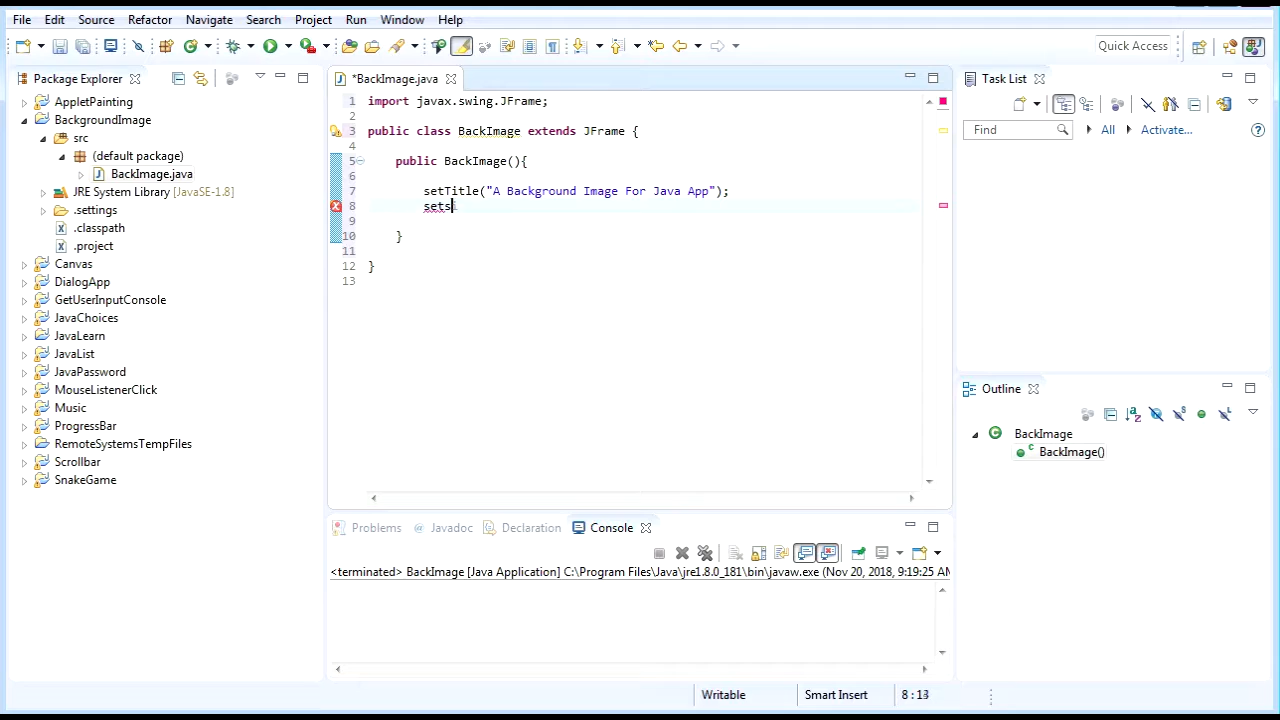 File Edit Source Refactor Navigate Search Project Run Window Help
Quick Access
Package Explorer
AppletPainting
BackgroundImage
src
(default package)
BackImage.java
JRE System Library [JavaSE-1.8]
.settings
.classpath
.project
Canvas
DialogApp
GetUserInputConsole
JavaChoices
JavaLearn
JavaList
JavaPassword
MouseListenerClick
Music
ProgressBar
RemoteSystemsTempFiles
Scrollbar
SnakeGame
*BackImage.java
1 import javax.swing.JFrame;
2
3 public class BackImage extends JFrame {
4
5 public BackImage(){
6
7 setTitle("A Background Image For Java App");
8 sets
9
10 }
11
12 }
13
Problems @ Javadoc Declaration Console
<terminated> BackImage [Java Application] C:\Program Files\Java\jre1.8.0_181\bin\javaw.exe (Nov 20, 2018, 9:19:25 AM
Task List
Find All Activate...
Outline
BackImage
BackImage()
Writable Smart Insert 8 : 13